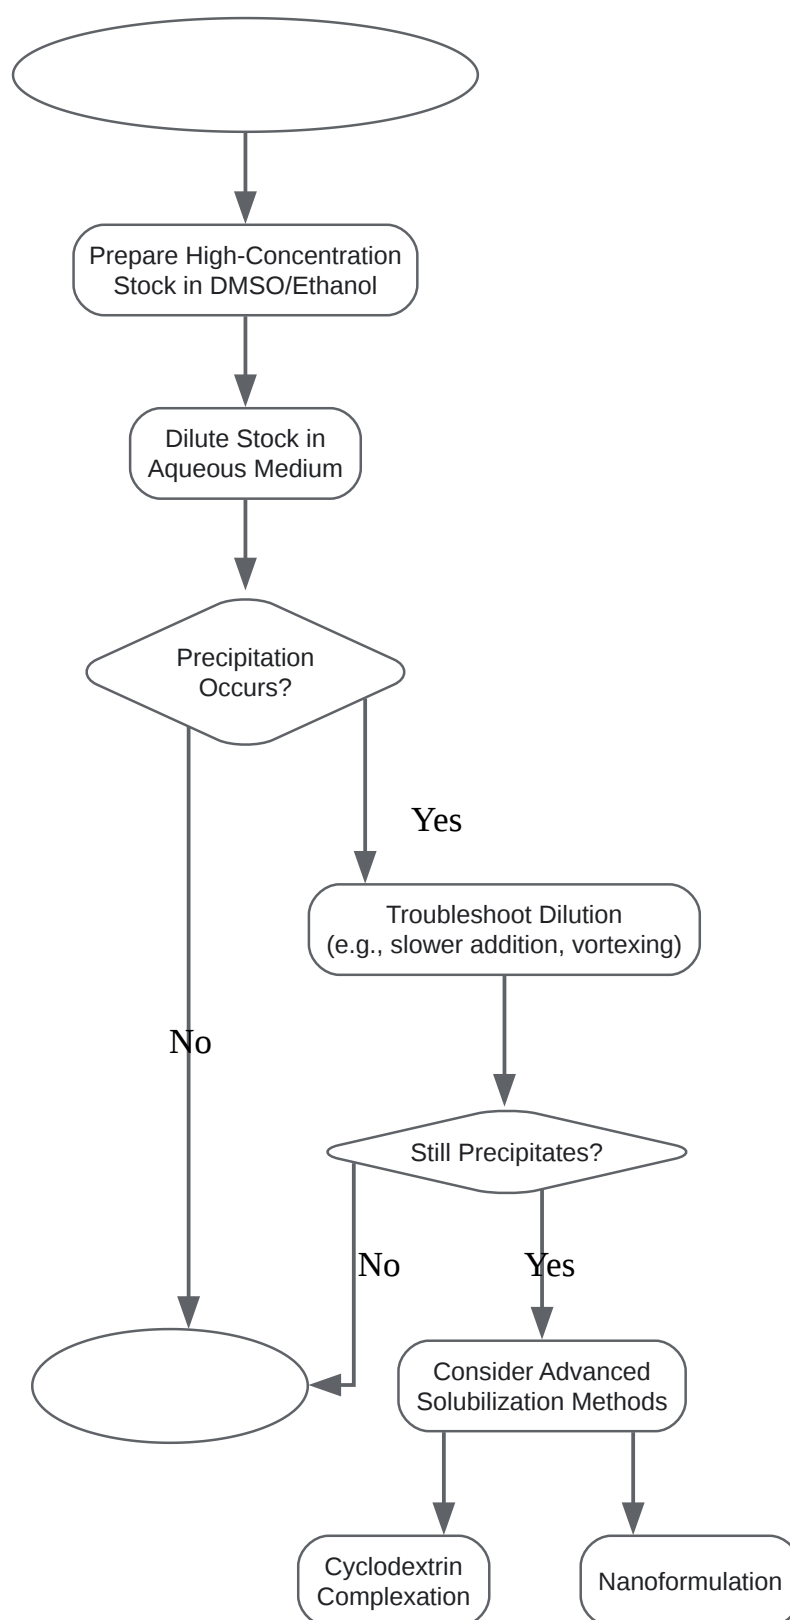 Prepare High-Concentration
Stock in DMSO/Ethanol
Dilute Stock in
Aqueous Medium
Precipitation
Occurs?
Yes
Troubleshoot Dilution
(e.g., slower addition, vortexing)
No
Still Precipitates?
No
Yes
Consider Advanced
Solubilization Methods
Cyclodextrin
Complexation
Nanoformulation